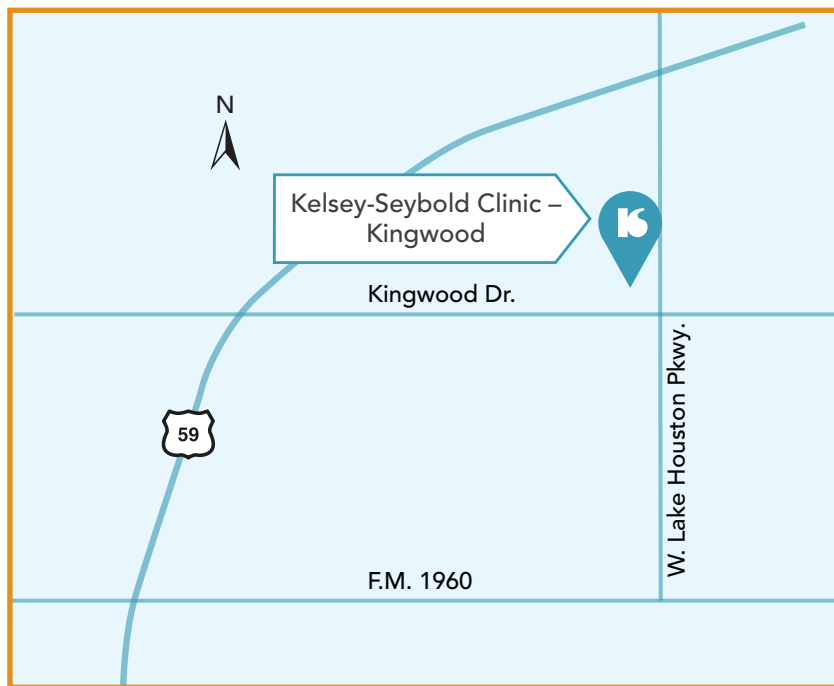 N
Kelsey-Seybold Clinic –
Kingwood
K
Kingwood Dr.
W. Lake Houston Pkwy.
59
F.M. 1960